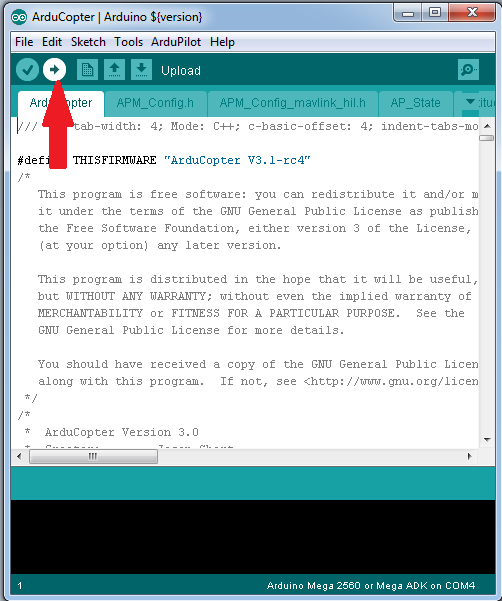 ArduCopter | Arduino ${version}
File Edit Sketch Tools ArduPilot Help
Upload
ArduCopter APM_Config.h APM_Config_mavlink_hil.h AP_State
/// tab-width: 4; Mode: C++; c-basic-offset: 4; indent-tabs-mo
THISFIRMWARE "ArduCopter V3.1-rc4"
/*
This program is free software: you can redistribute it and/or m
it under the terms of the GNU General Public License as publish
the Free Software Foundation, either version 3 of the License,
(at your option) any later version.
This program is distributed in the hope that it will be useful,
but WITHOUT ANY WARRANTY; without even the implied warranty of
MERCHANTABILITY or FITNESS FOR A PARTICULAR PURPOSE.  See the
GNU General Public License for more details.
You should have received a copy of the GNU General Public Licen
along with this program.  If not, see <http://www.gnu.org/licen
*/
/*
*  ArduCopter Version 3.0
1
Arduino Mega 2560 or Mega ADK on COM4